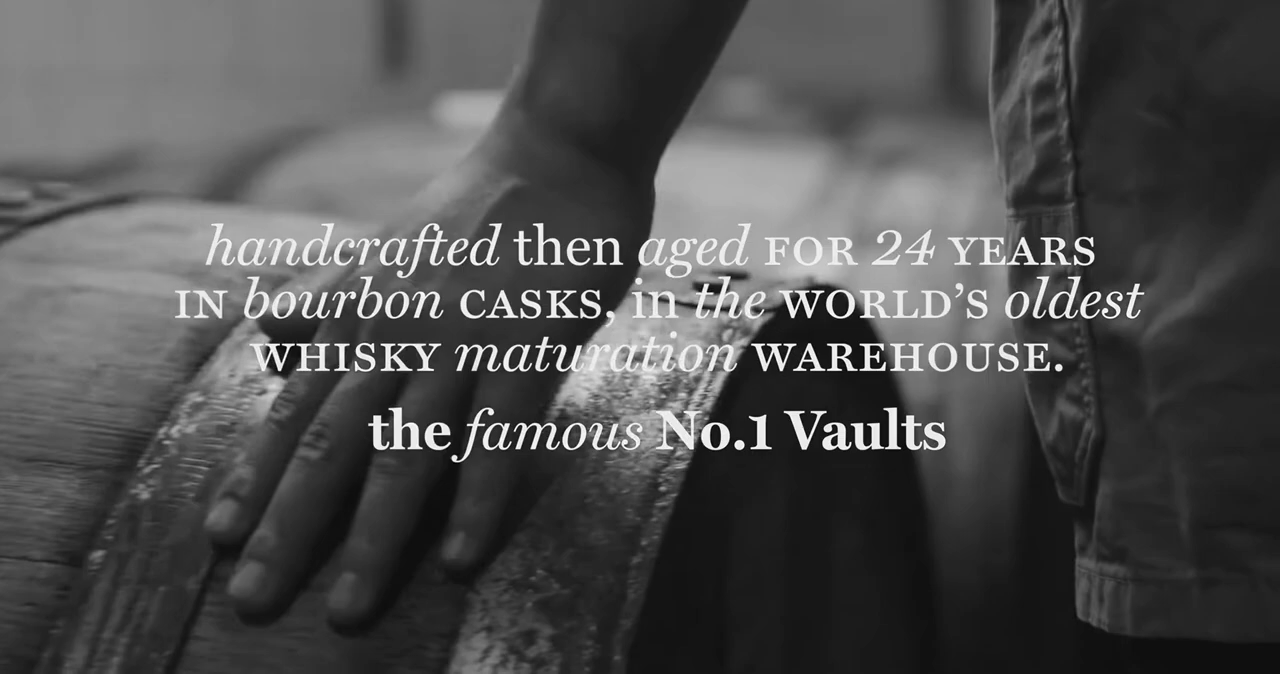 handcrafted then aged FOR 24 YEARS
IN bourbon CASKS, in the WORLD’S oldest
WHISKY maturation WAREHOUSE.
the famous No.1 Vaults